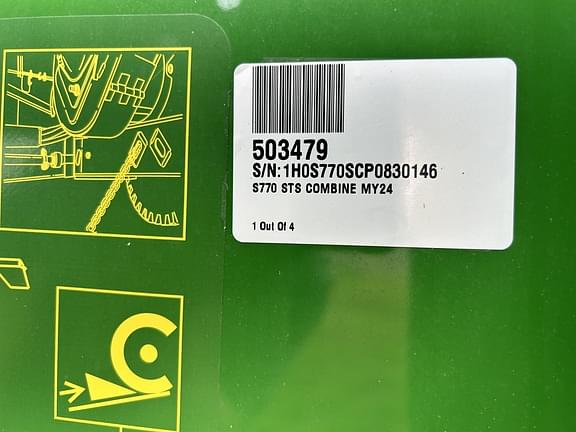 503479
S/N:1H0S770SCP0830146
S770 STS COMBINE MY24
1 Out Of 4